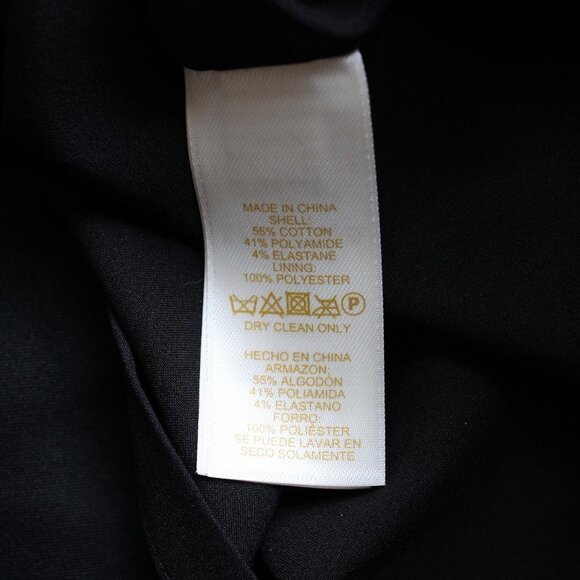 MADE IN CHINA
SHELL:
55% COTTON
41% POLYAMIDE
4% ELASTANE
LINING:
100% POLYESTER
P
DRY CLEAN ONLY
HECHO EN CHINA
ARMAZON:
55% ALGODÓN
41% POLIAMIDA
4% ELASTANO
FORRO:
100% POLIÉSTER
SE PUEDE LAVAR EN
SECO SOLAMENTE